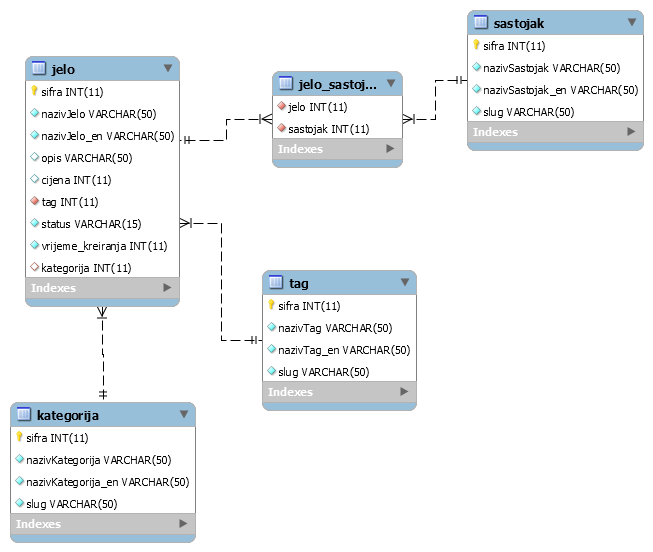 jelo
sifra INT(11)
nazivJelo VARCHAR(50)
nazivJelo_en VARCHAR(50)
opis VARCHAR(50)
cijena INT(11)
tag INT(11)
status VARCHAR(15)
vrijeme_kreiranja INT(11)
kategorija INT(11)
Indexes
jelo_sastoj...
jelo INT(11)
sastojak INT(11)
Indexes
sastojak
sifra INT(11)
nazivSastojak VARCHAR(50)
nazivSastojak_en VARCHAR(50)
slug VARCHAR(50)
Indexes
tag
sifra INT(11)
nazivTag VARCHAR(50)
nazivTag_en VARCHAR(50)
slug VARCHAR(50)
Indexes
kategorija
sifra INT(11)
nazivKategorija VARCHAR(50)
nazivKategorija_en VARCHAR(50)
slug VARCHAR(50)
Indexes